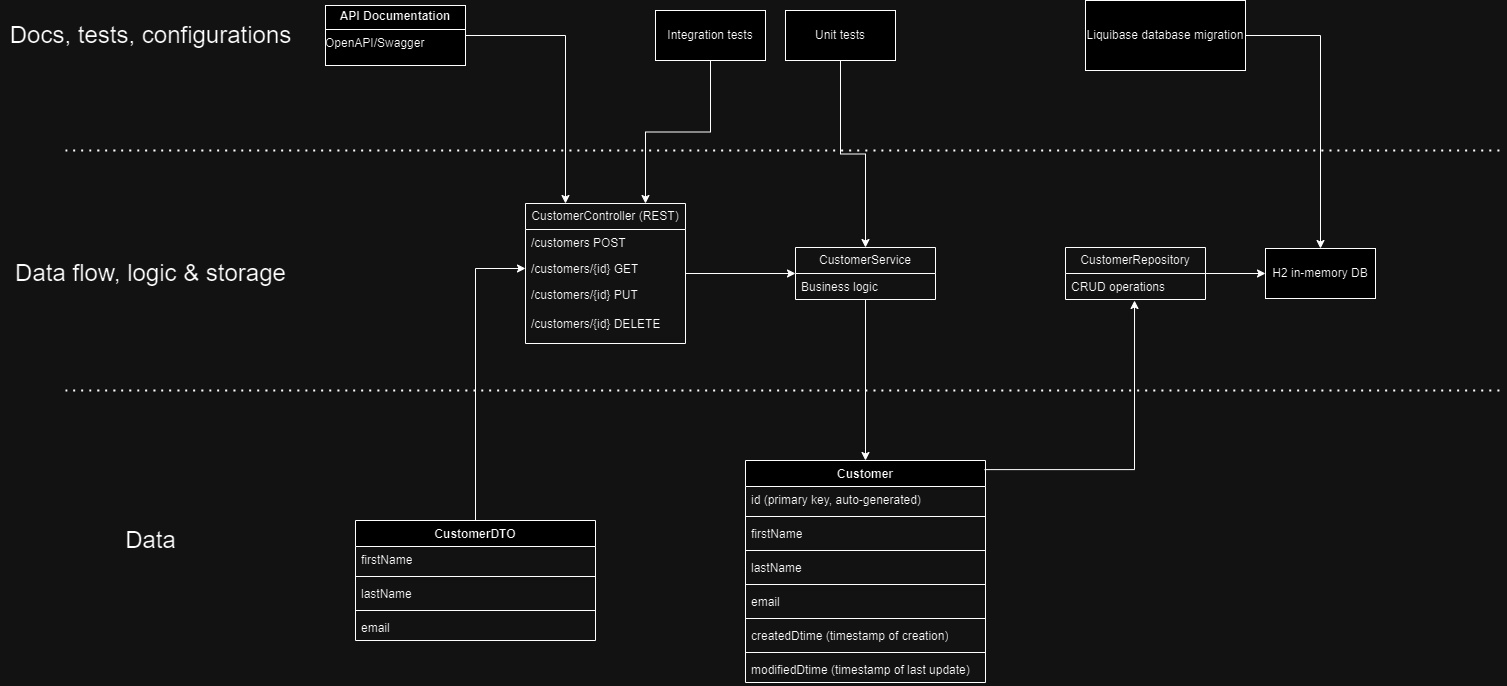 Docs, tests, configurations
API Documentation
OpenAPI/Swagger
Integration tests
Unit tests
Liquibase database migration
Data flow, logic & storage
CustomerController (REST)
/customers POST
/customers/{id} GET
/customers/{id} PUT
/customers/{id} DELETE
CustomerService
Business logic
CustomerRepository
CRUD operations
H2 in-memory DB
Data
CustomerDTO
firstName
lastName
email
Customer
id (primary key, auto-generated)
firstName
lastName
email
createdDtime (timestamp of creation)
modifiedDtime (timestamp of last update)